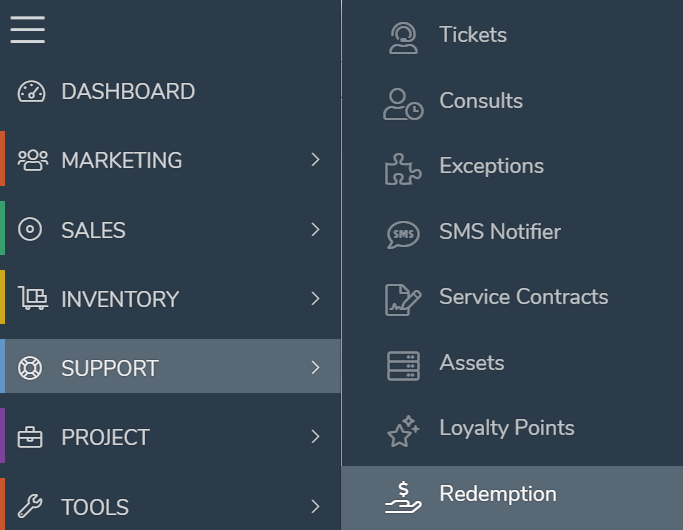 DASHBOARD
MARKETING
SALES
INVENTORY
SUPPORT
PROJECT
TOOLS
Tickets
Consults
Exceptions
SMS
SMS Notifier
Service Contracts
Assets
Loyalty Points
$
Redemption